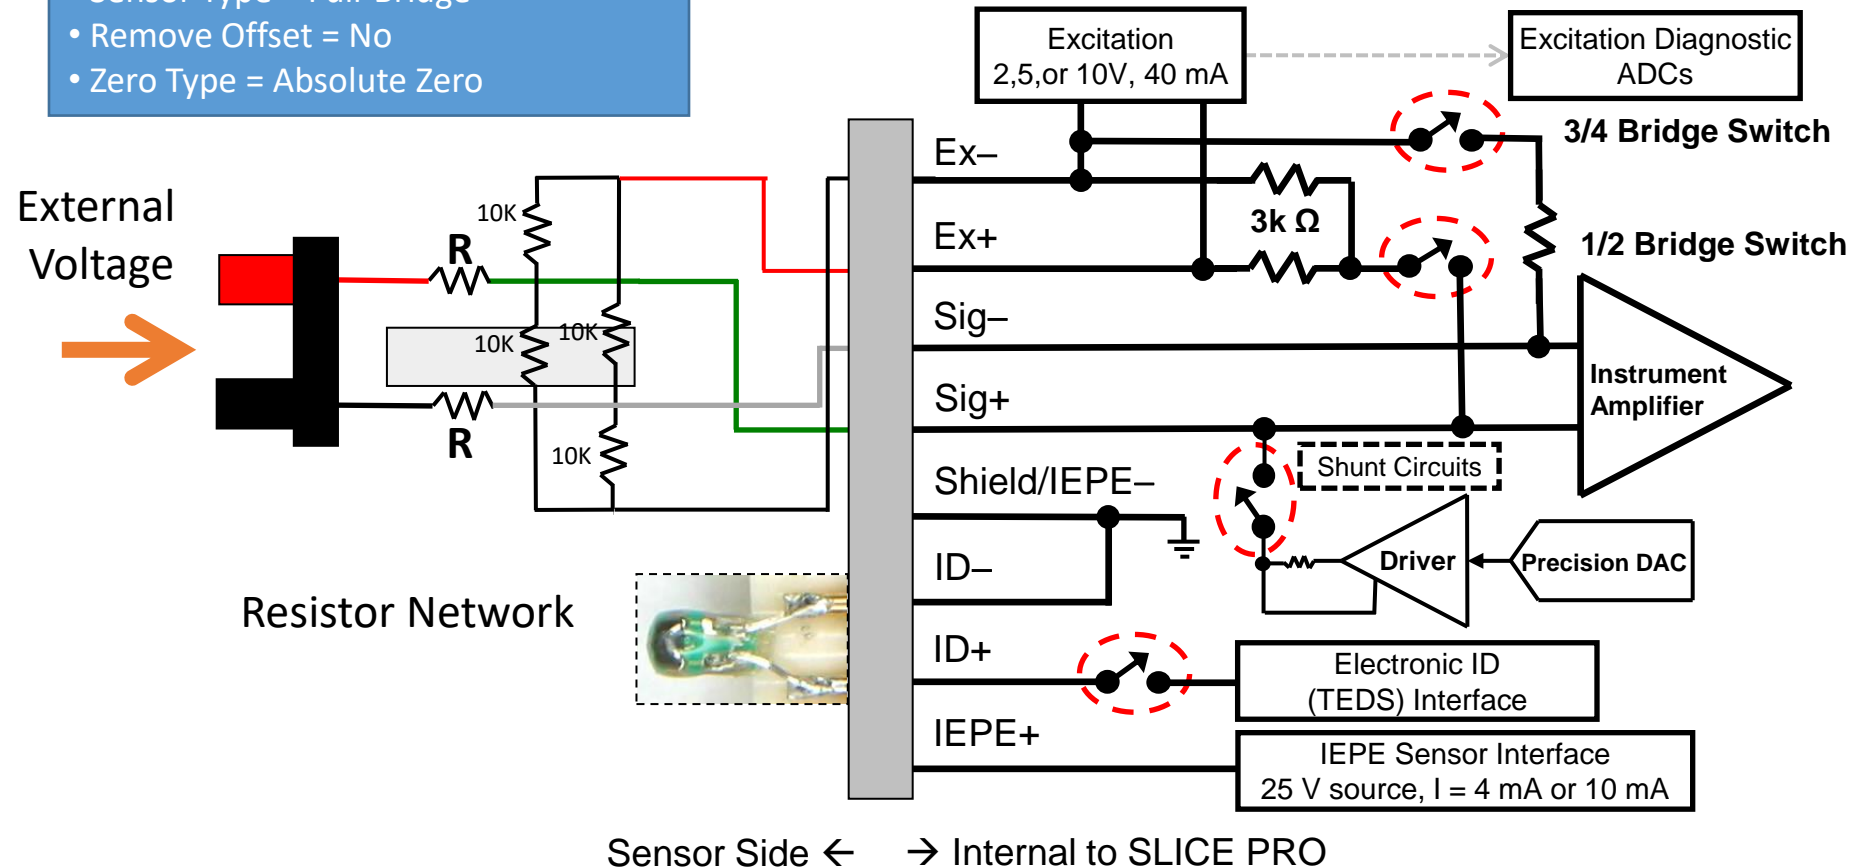 • Remove Offset = No
• Zero Type = Absolute Zero
Excitation
2,5,or 10V, 40 mA
Excitation Diagnostic
ADCs
3/4 Bridge Switch
1/2 Bridge Switch
External
Voltage
R
R
10K
10K
10K
10K
Resistor Network
Ex–
Ex+
Sig–
Sig+
Shield/IEPE–
ID–
ID+
IEPE+
3k Ω
Instrument
Amplifier
Shunt Circuits
Driver
Precision DAC
Electronic ID
(TEDS) Interface
IEPE Sensor Interface
25 V source, I = 4 mA or 10 mA
Sensor Side ← → Internal to SLICE PRO